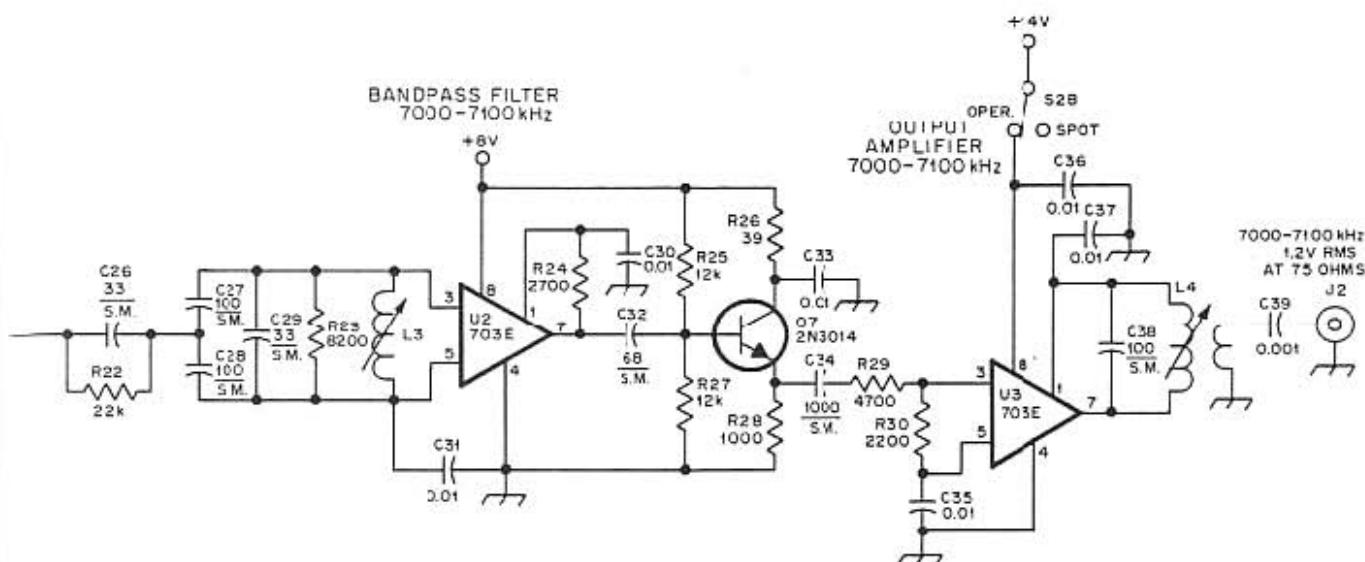 BANDPASS FILTER
7000-7100 kHz
+8V
C26
33
S.M.
R22
22k
C27
100
S.M.
C28
100
S.M.
C29
33
S.M.
R23
8200
L3
3
5
8
1
7
4
U2
703E
C31
0.01
R24
2700
C30
0.01
C32
68
S.M.
R25
12k
R27
12k
R26
39
C33
0.01
Q7
2N3014
R28
1000
C34
1000
S.M.
R29
4700
R30
2200
C35
0.01
+4V
S2B
OPER.
SPOT
OUTPUT
AMPLIFIER
7000-7100 kHz
C36
0.01
C37
0.01
3
5
8
1
7
4
U3
703E
C38
100
S.M.
L4
C39
0.001
7000-7100 kHz
1.2V RMS
AT 75 OHMS
J2